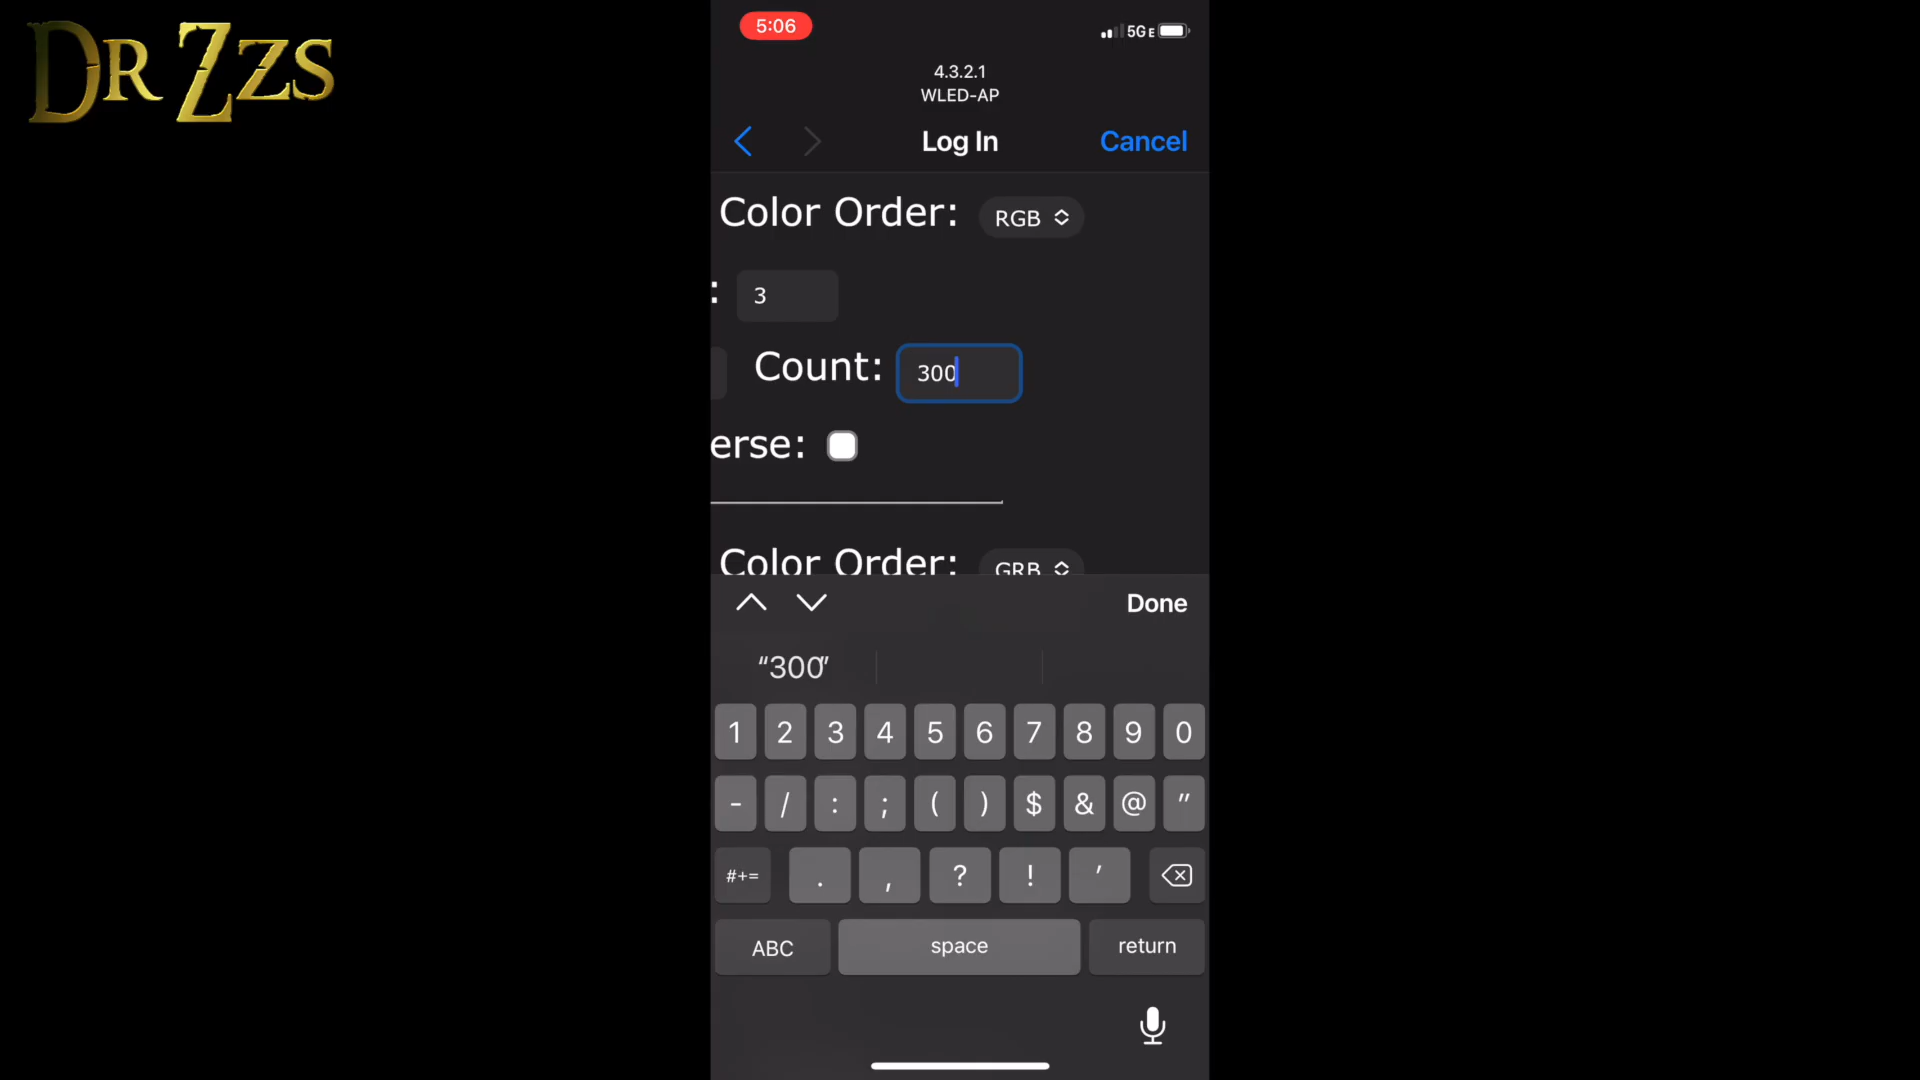 DR ZZS
5:06
5G E
4.3.2.1
WLED-AP
Log In
Cancel
Color Order: RGB
: 3
Count: 300
erse:
Color Order: GRB
Done
“300”
1 2 3 4 5 6 7 8 9 0
- / : ; ( ) $ & @ "
#+= . , ? ! '
ABC space return